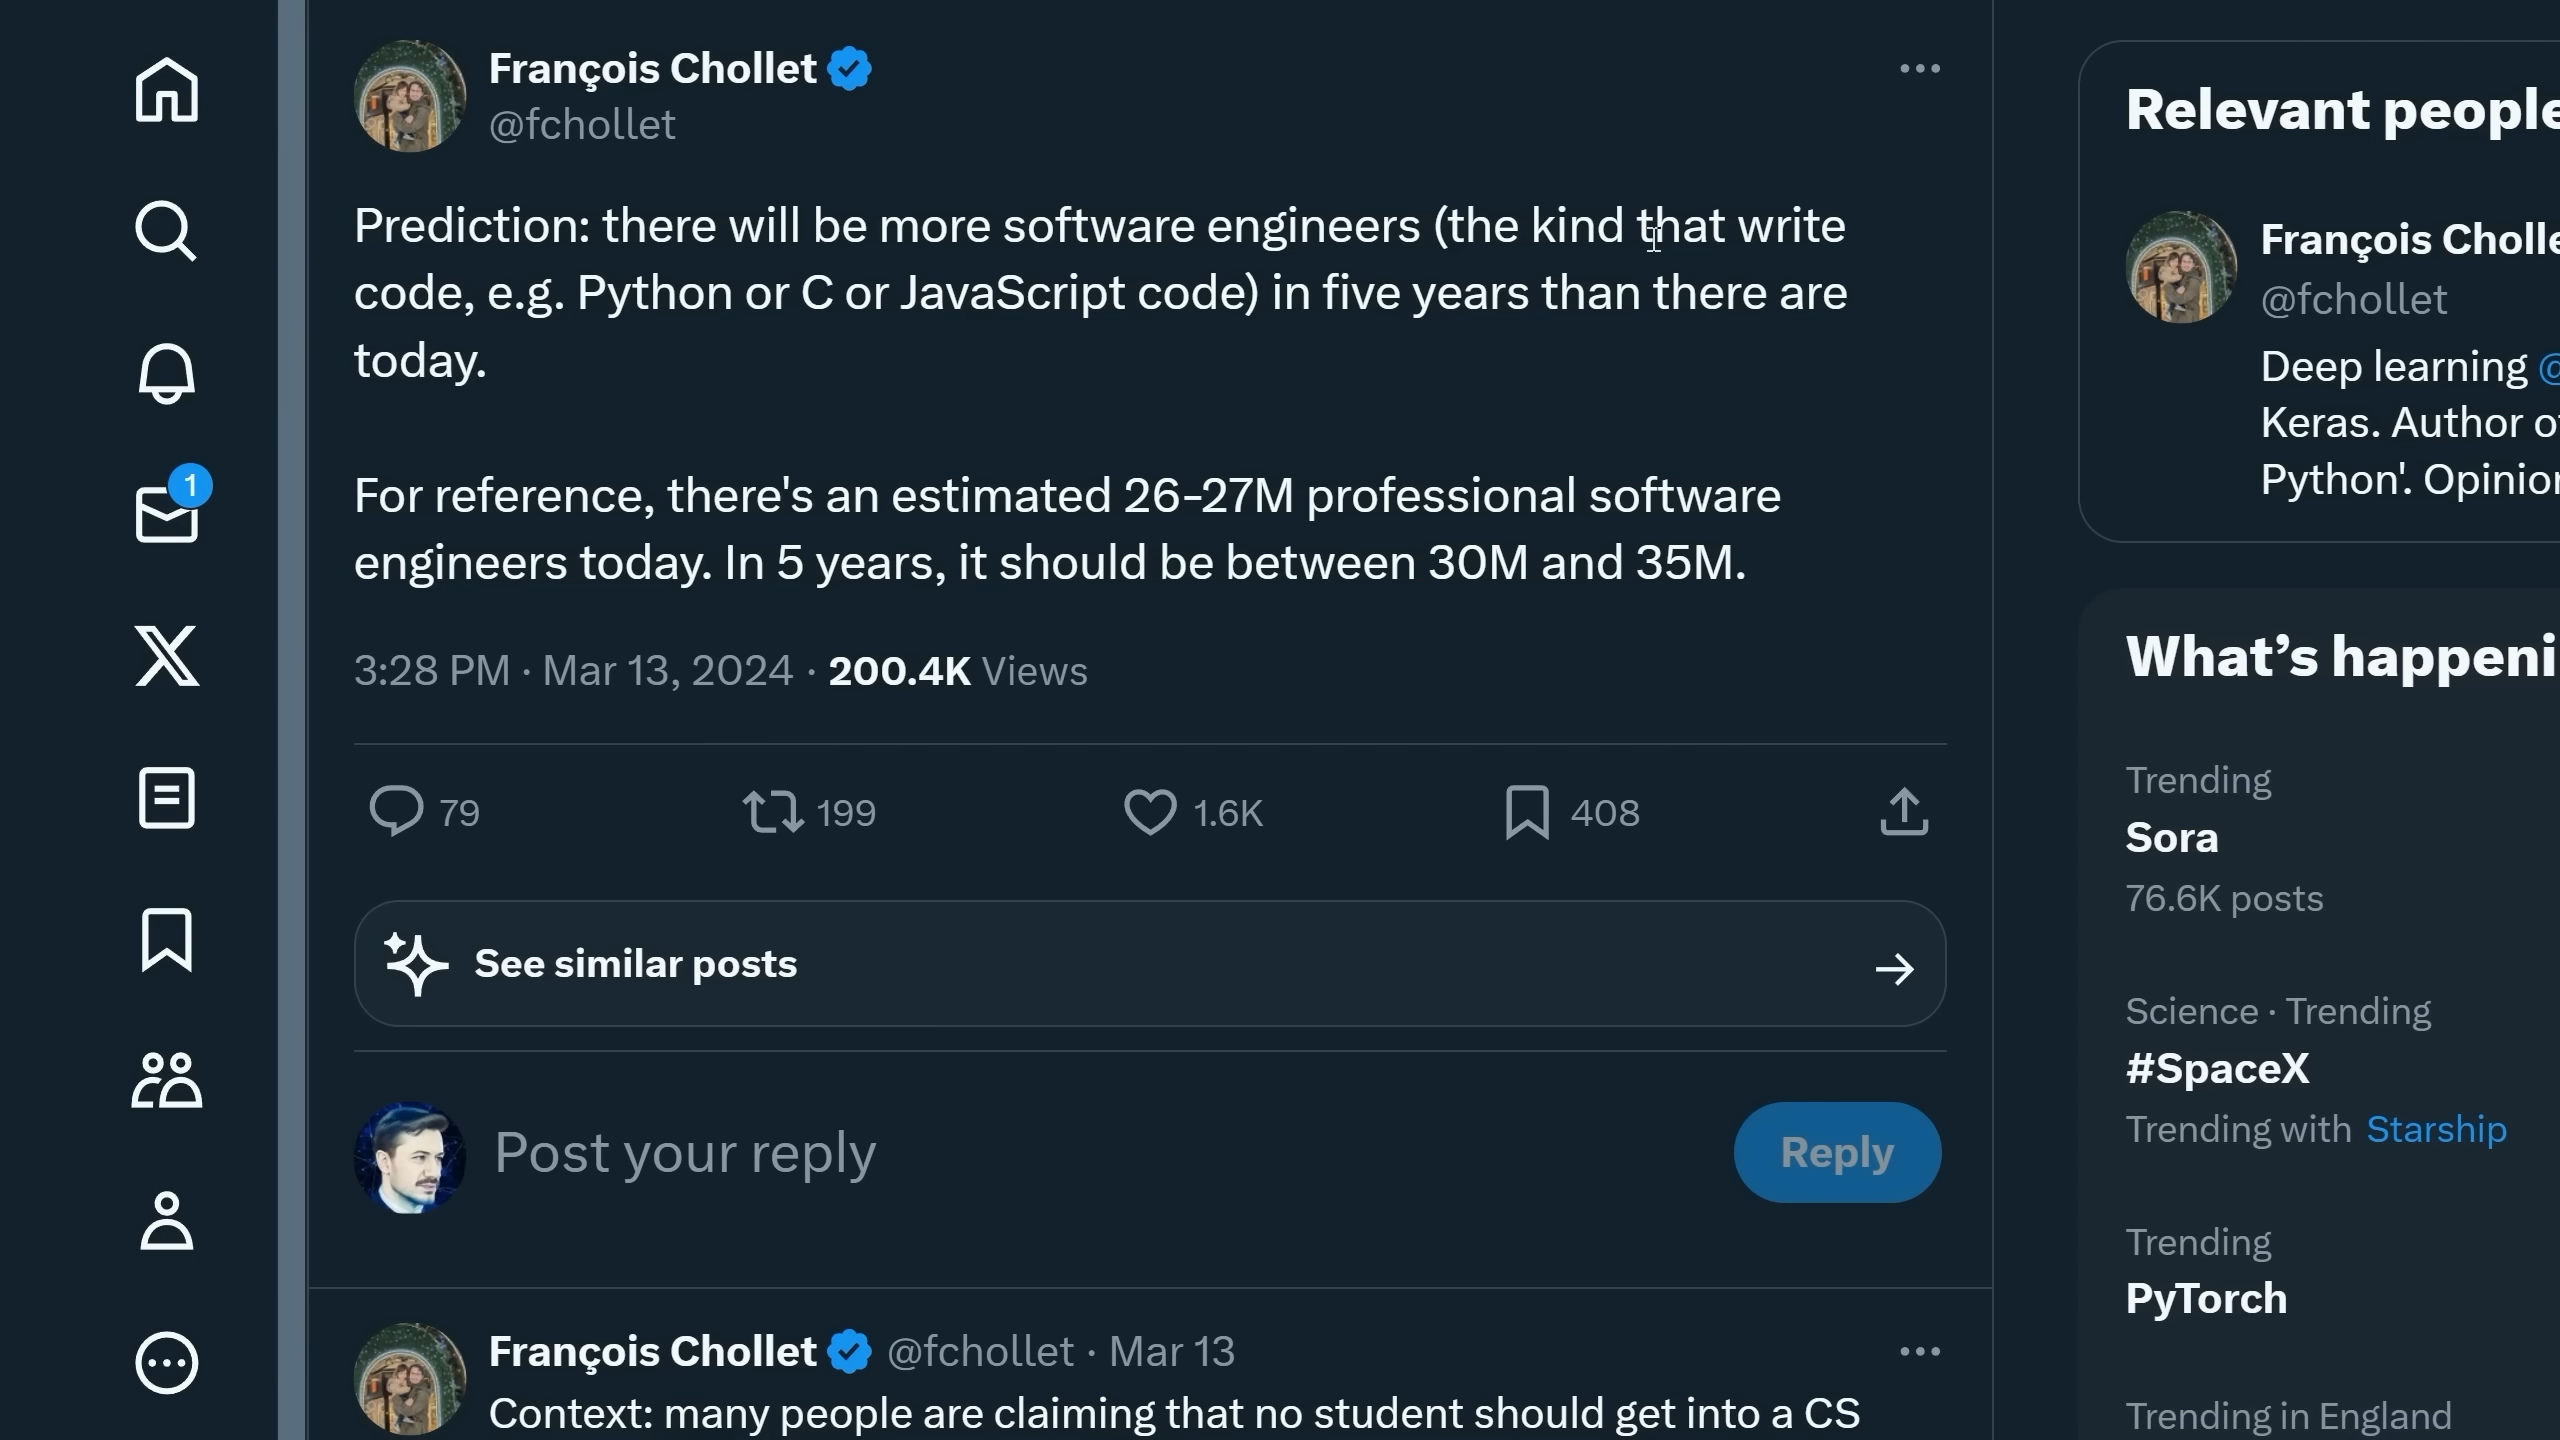 François Chollet
@fchollet
Prediction: there will be more software engineers (the kind that write
code, e.g. Python or C or JavaScript code) in five years than there are
today.
For reference, there's an estimated 26-27M professional software
engineers today. In 5 years, it should be between 30M and 35M.
3:28 PM · Mar 13, 2024 · 200.4K Views
79 199 1.6K 408
See similar posts
Post your reply
Reply
François Chollet @fchollet · Mar 13
Context: many people are claiming that no student should get into a CS
1
Relevant people
François Cholle
@fchollet
Deep learning @
Keras. Author of
Python'. Opinion
What’s happeni
Trending
Sora
76.6K posts
Science · Trending
#SpaceX
Trending with Starship
Trending
PyTorch
Trending in England